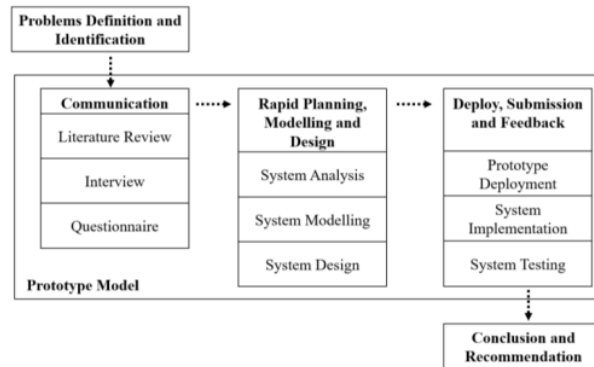 Problems Definition and
Identification
Communication
Literature Review
Interview
Questionnaire
Rapid Planning,
Modelling and
Design
System Analysis
System Modelling
System Design
Deploy, Submission
and Feedback
Prototype
Deployment
System
Implementation
System Testing
Prototype Model
Conclusion and
Recommendation